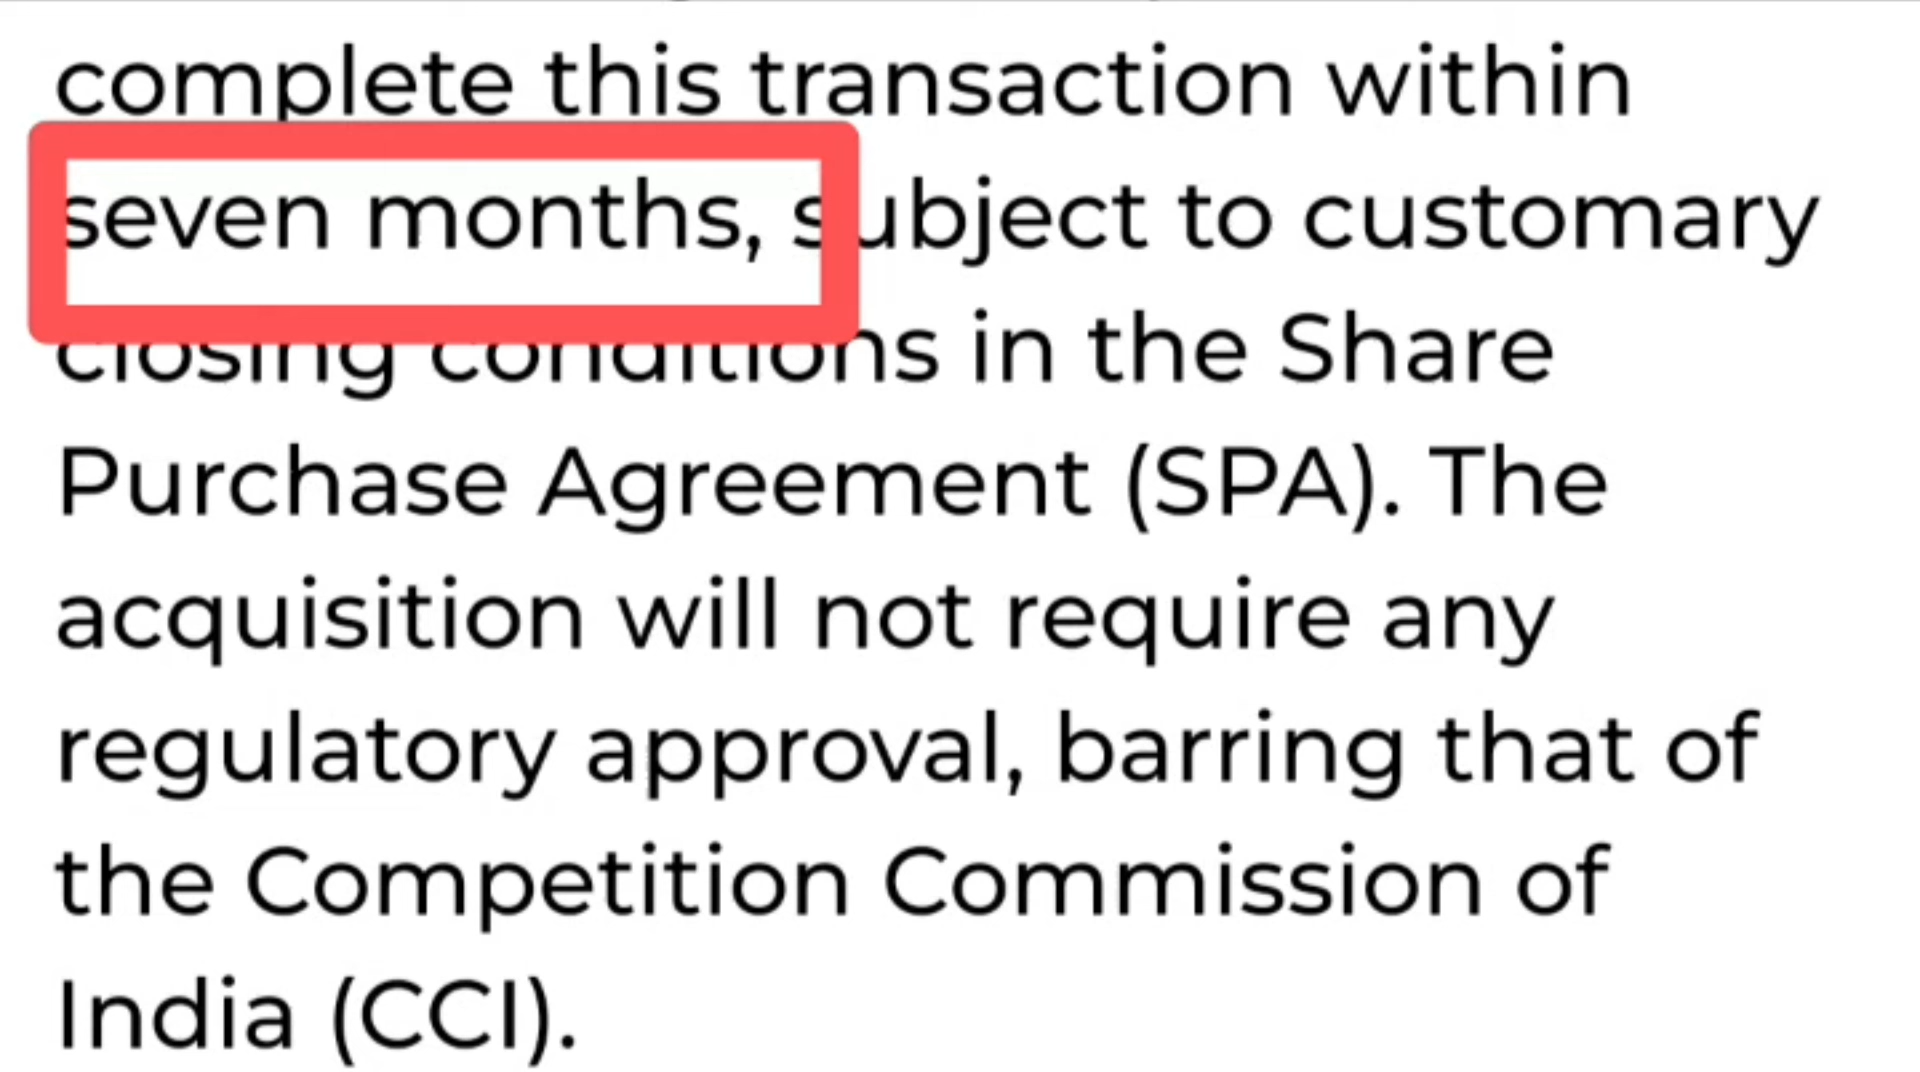 complete this transaction within
seven months, subject to customary
closing conditions in the Share
Purchase Agreement (SPA). The
acquisition will not require any
regulatory approval, barring that of
the Competition Commission of
India (CCI).